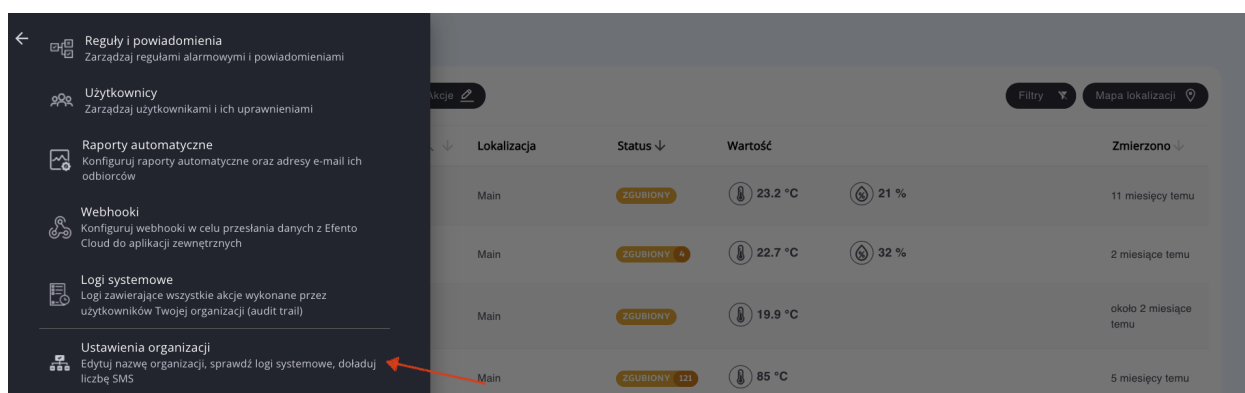 Reguły i powiadomienia
Zarządzaj regułami alarmowymi i powiadomieniami
Użytkownicy
Zarządzaj użytkownikami i ich uprawnieniami
Raporty automatyczne
Konfiguruj raporty automatyczne oraz adresy e-mail ich
odbiorców
Webhooki
Konfiguruj webhooki w celu przesłania danych z Efento
Cloud do aplikacji zewnętrznych
Logi systemowe
Logi zawierające wszystkie akcje wykonane przez
użytkowników Twojej organizacji (audit trail)
Ustawienia organizacji
Edytuj nazwę organizacji, sprawdź logi systemowe, doładuj
liczbę SMS
Filtry Mapa lokalizacji
Lokalizacja Status Wartość Zmierzono
Main ZGUBIONY 23.2 °C 21 % 11 miesięcy temu
Main ZGUBIONY 4 22.7 °C 32 % 2 miesiące temu
Main ZGUBIONY 19.9 °C około 2 miesiące
temu
Main ZGUBIONY 121 85 °C 5 miesięcy temu